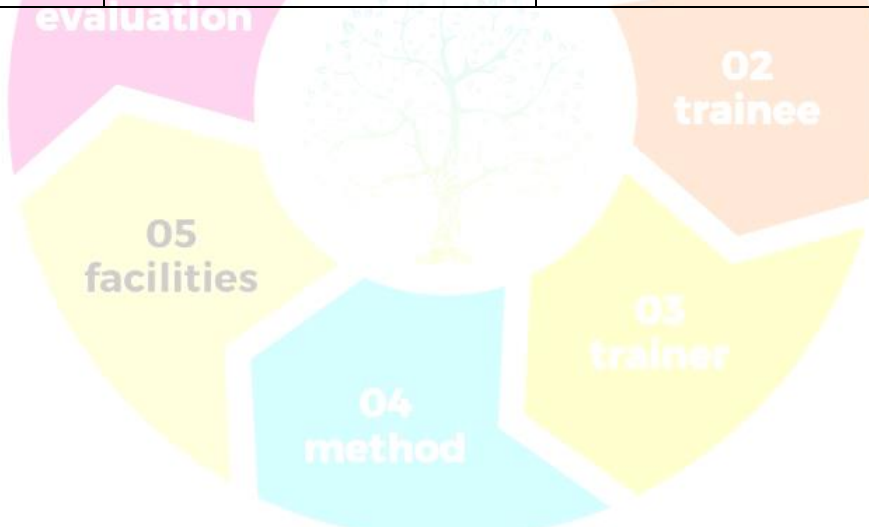 evaluation
02
trainee
05
facilities
03
trainer
04
method